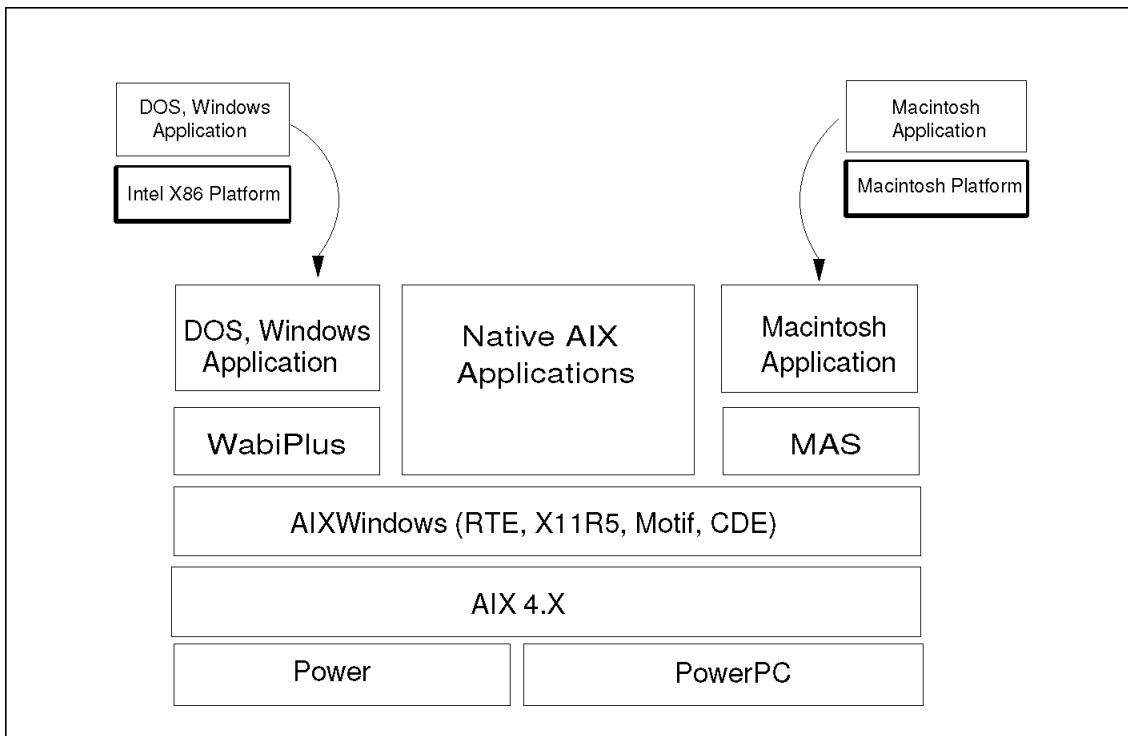 DOS, Windows
Application
Intel X86 Platform
Macintosh
Application
Macintosh Platform
DOS, Windows
Application
Native AIX
Applications
Macintosh
Application
WabiPlus
MAS
AIXWindows (RTE, X11R5, Motif, CDE)
AIX 4.X
Power
PowerPC